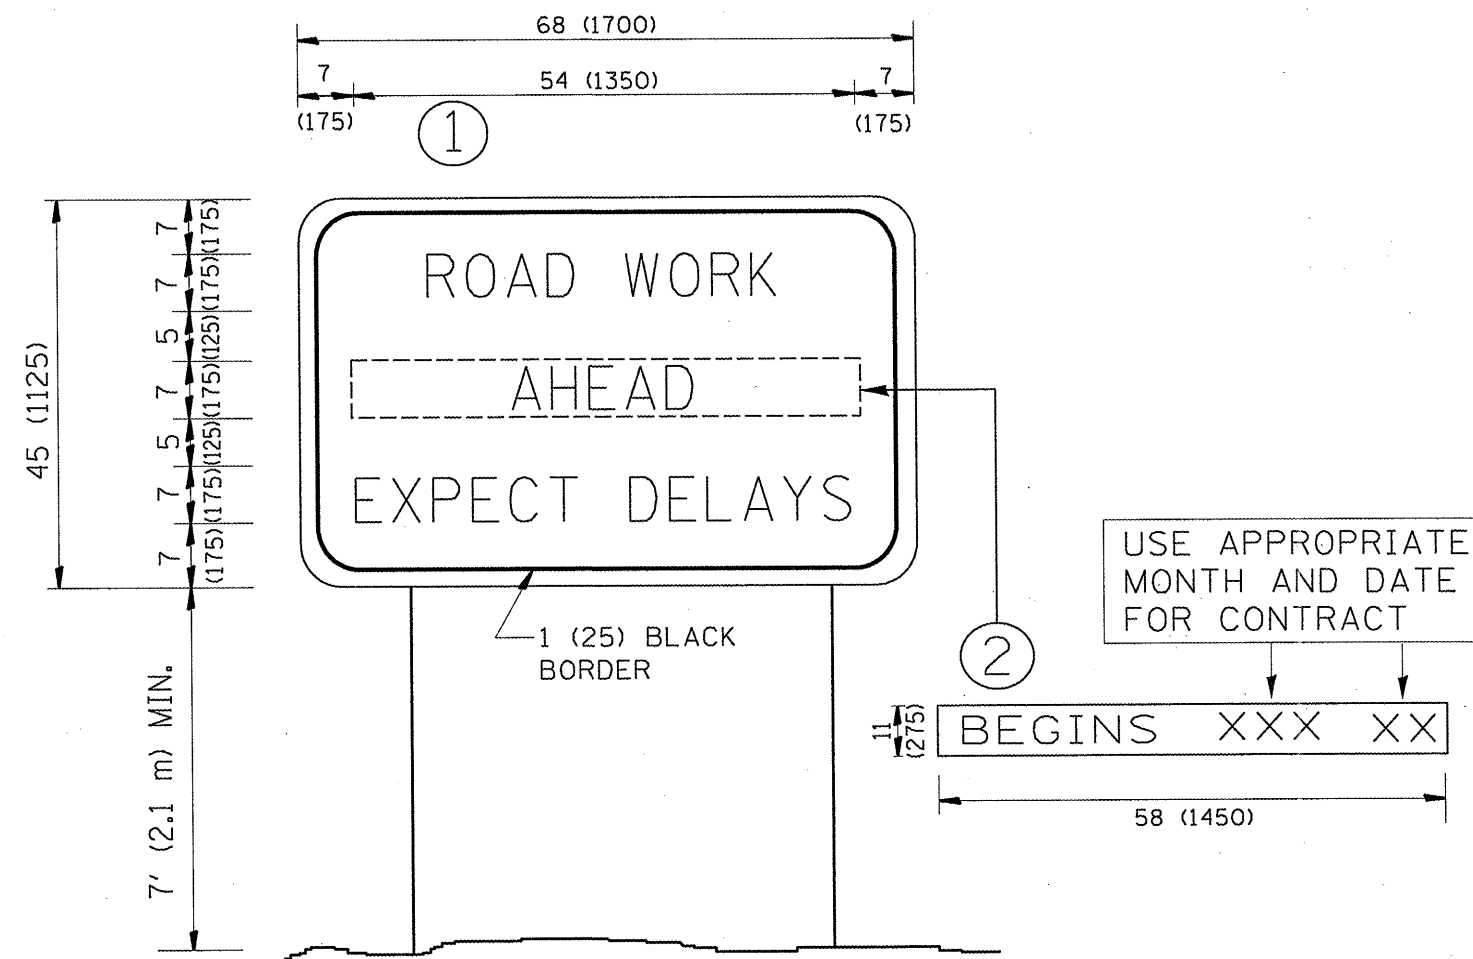 68 (1700)
7
54 (1350)
7
(175)
(175)
1
45 (1125)
7
(175)
7
(175)
5
(125)
7
(175)
5
(125)
7
(175)
7
(175)
ROAD WORK
AHEAD
EXPECT DELAYS
1 (25) BLACK
BORDER
2
USE APPROPRIATE
MONTH AND DATE
FOR CONTRACT
11
(275)
BEGINS XXX XX
58 (1450)
7' (2.1 m) MIN.